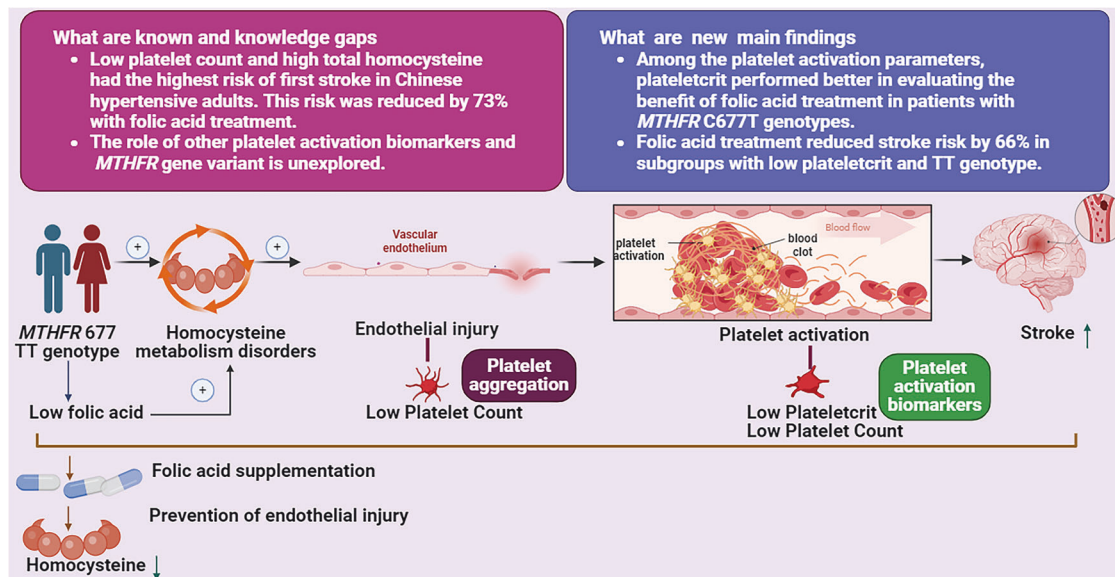 What are known and knowledge gaps
• Low platelet count and high total homocysteine
had the highest risk of first stroke in Chinese
hypertensive adults. This risk was reduced by 73%
with folic acid treatment.
• The role of other platelet activation biomarkers and
MTHFR gene variant is unexplored.
What are new main findings
• Among the platelet activation parameters,
plateletcrit performed better in evaluating the
benefit of folic acid treatment in patients with
MTHFR C677T genotypes.
• Folic acid treatment reduced stroke risk by 66% in
subgroups with low plateletcrit and TT genotype.
+
+
Vascular
endothelium
platelet
activation
blood
clot
Blood flow
MTHFR 677
TT genotype
Homocysteine
metabolism disorders
Endothelial injury
Platelet activation
Stroke ↑
+
Low folic acid
Platelet
aggregation
Low Platelet Count
Platelet
activation
biomarkers
Low Plateletcrit
Low Platelet Count
Folic acid supplementation
Prevention of endothelial injury
Homocysteine ↓